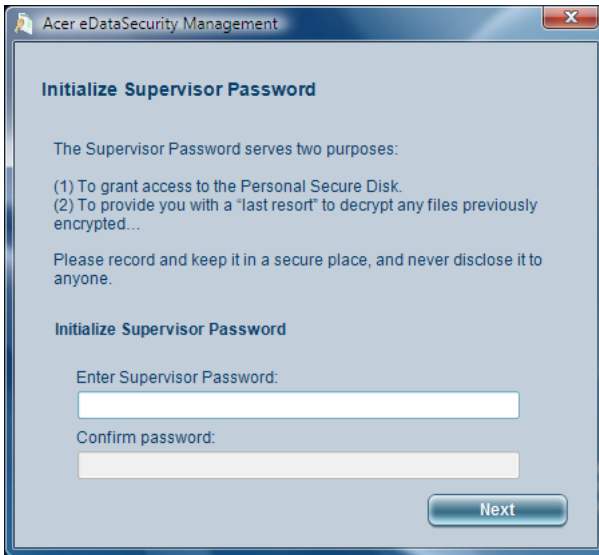 Acer eDataSecurity Management
Initialize Supervisor Password
The Supervisor Password serves two purposes:
(1) To grant access to the Personal Secure Disk.
(2) To provide you with a “last resort” to decrypt any files previously
encrypted...
Please record and keep it in a secure place, and never disclose it to
anyone.
Initialize Supervisor Password
Enter Supervisor Password:
Confirm password:
Next